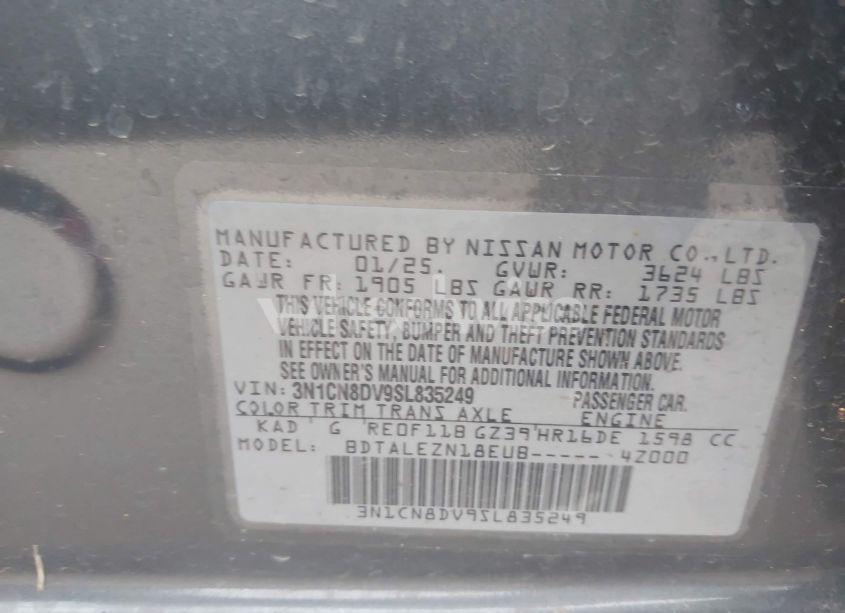 MANUFACTURED BY NISSAN MOTOR CO., LTD.
DATE: 01/25. GVWR: 3624 LBS
GAWR FR: 1905 LBS GAWR RR: 1735 LBS
THIS VEHICLE CONFORMS TO ALL APPLICABLE FEDERAL MOTOR
VEHICLE SAFETY, BUMPER AND THEFT PREVENTION STANDARDS
IN EFFECT ON THE DATE OF MANUFACTURE SHOWN ABOVE.
SEE OWNER'S MANUAL FOR ADDITIONAL INFORMATION.
VIN: 3N1CN8DV9SL835249 PASSENGER CAR.
COLOR TRIM TRANS AXLE ENGINE
KAD G 'RE0F11B GZ39'HR16DE 1598 CC
MODEL: BDTALEZN18EUB----- 4Z000
3N1CN8DV9SL835249